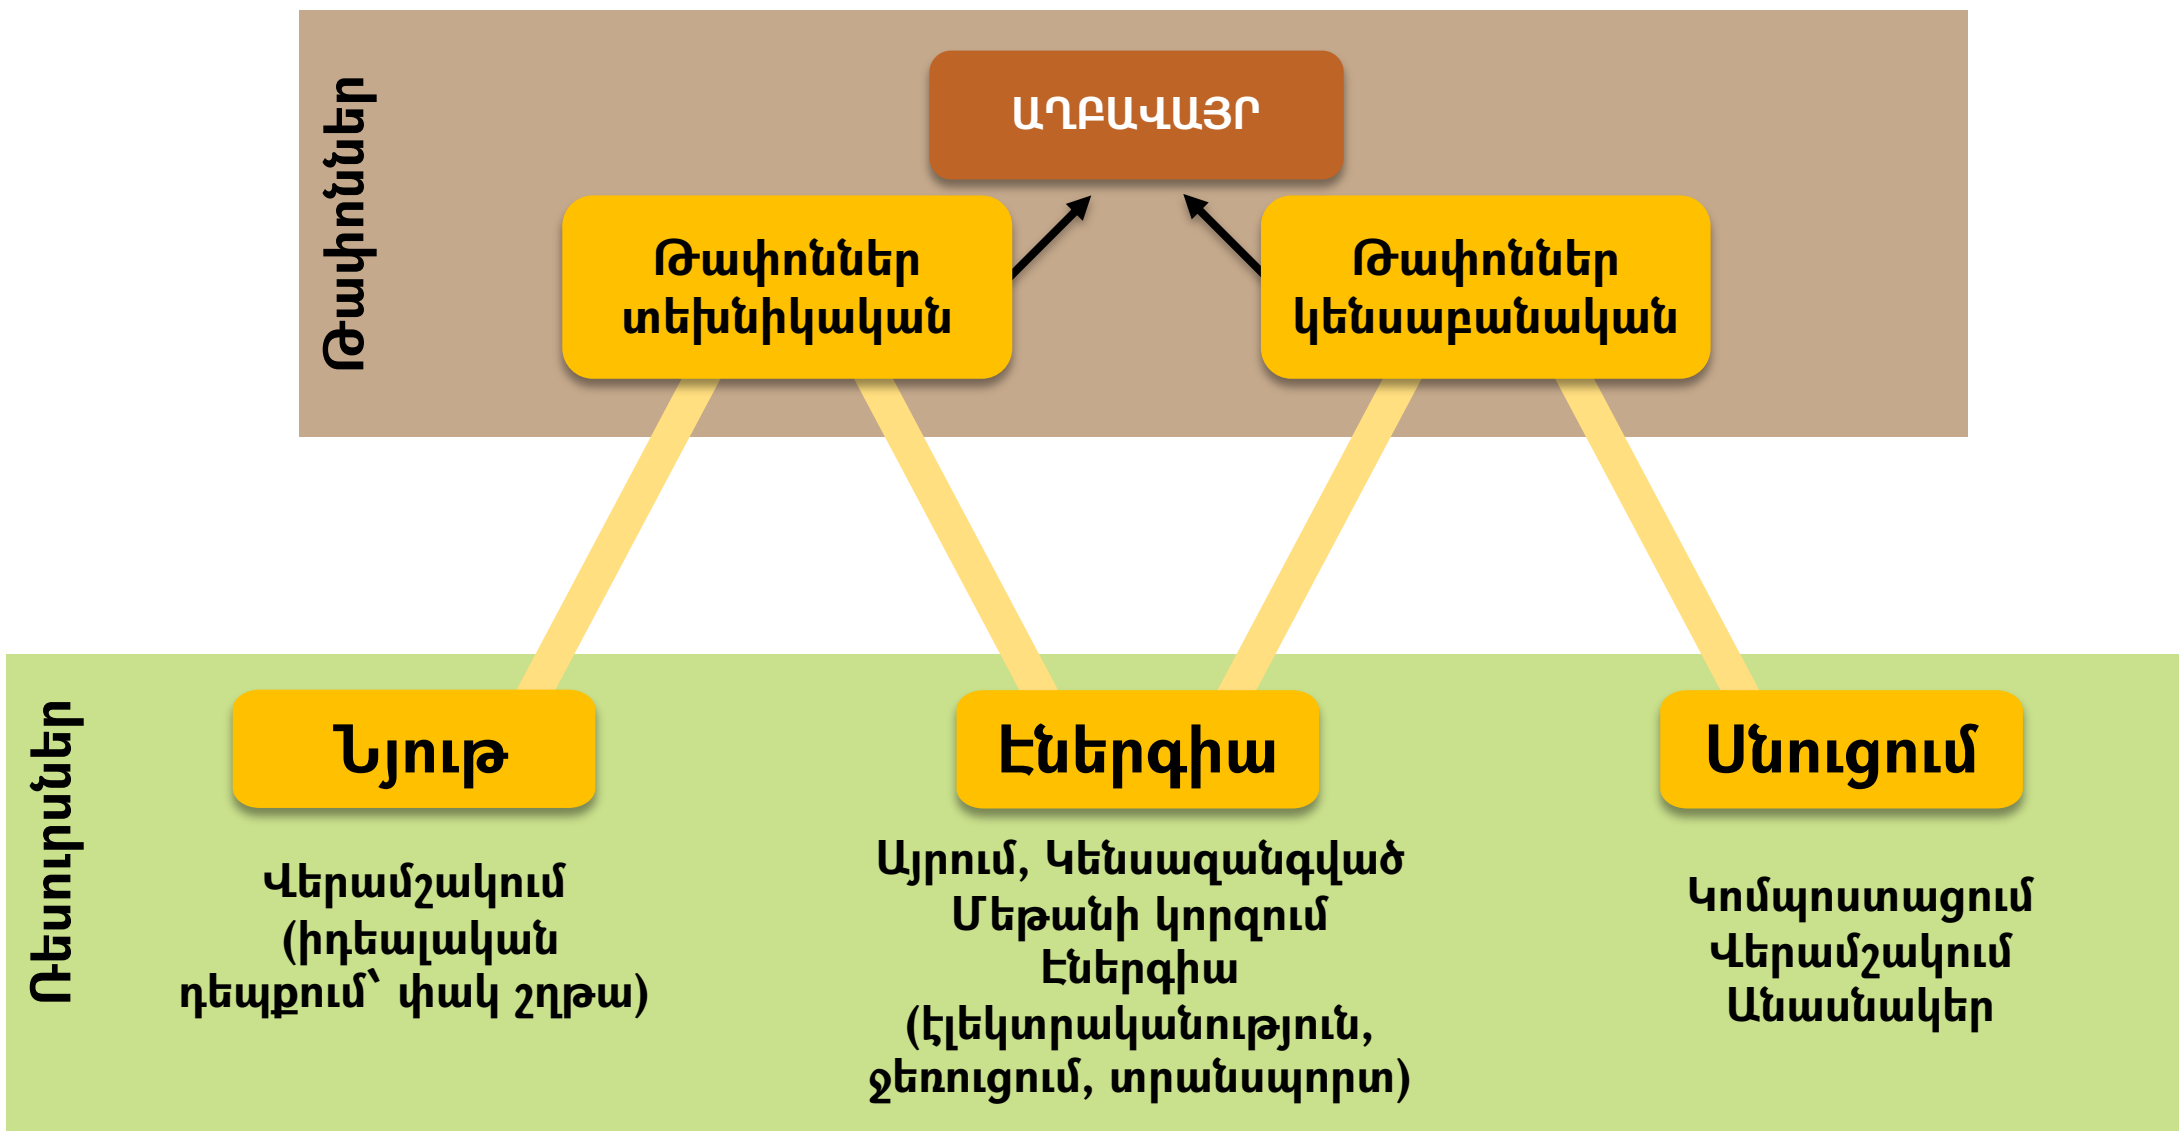 Թափոններ
ԱՂԲԱՎԱՅՐ
Թափոններ
տեխնիկական
Թափոններ
կենսաբանական
Ռեսուրսներ
Նյութ
Վերամշակում
(իդեալական
դեպքում՝ փակ շղթա)
Էներգիա
Այրում, Կենսազանգված
Մեթանի կորզում
Էներգիա
(էլեկտրականություն,
ջեռուցում, տրանսպորտ)
Սնուցում
Կոմպոստացում
Վերամշակում
Անասնակեր